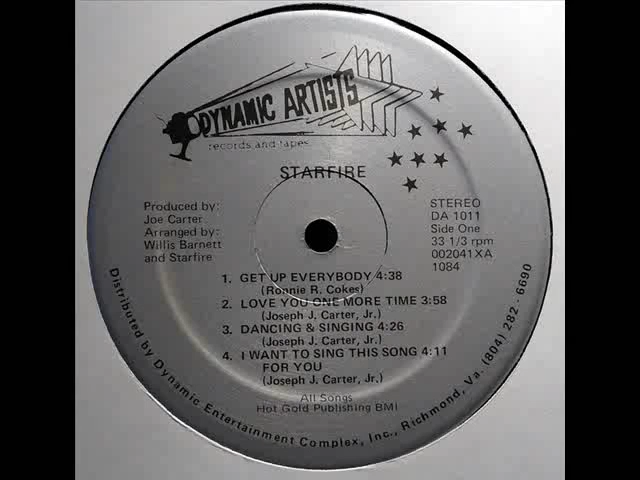 DYNAMIC ARTISTS
records and tapes
STARFIRE
Produced by:
Joe Carter
Arranged by:
Willis Barnett
and Starfire
STEREO
DA 1011
Side One
33 1/3 rpm
002041XA
1084
1. GET UP EVERYBODY 4:38
(Ronnie R. Cokes)
2. LOVE YOU ONE MORE TIME 3:58
(Joseph J. Carter, Jr.)
3. DANCING & SINGING 4:26
(Joseph J. Carter, Jr.)
4. I WANT TO SING THIS SONG 4:11
FOR YOU
(Joseph J. Carter, Jr.)
All Songs
Hot Gold Publishing BMI
Distributed by Dynamic Entertainment Complex, Inc., Richmond, Va. (804) 282-6690